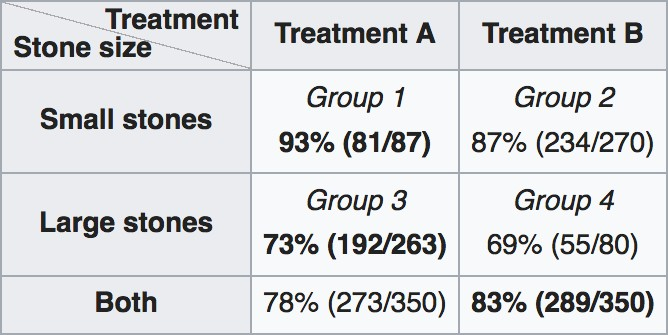 Treatment
Stone size
Treatment A
Treatment B
Small stones
Group 1
93% (81/87)
Group 2
87% (234/270)
Large stones
Group 3
73% (192/263)
Group 4
69% (55/80)
Both
78% (273/350)
83% (289/350)